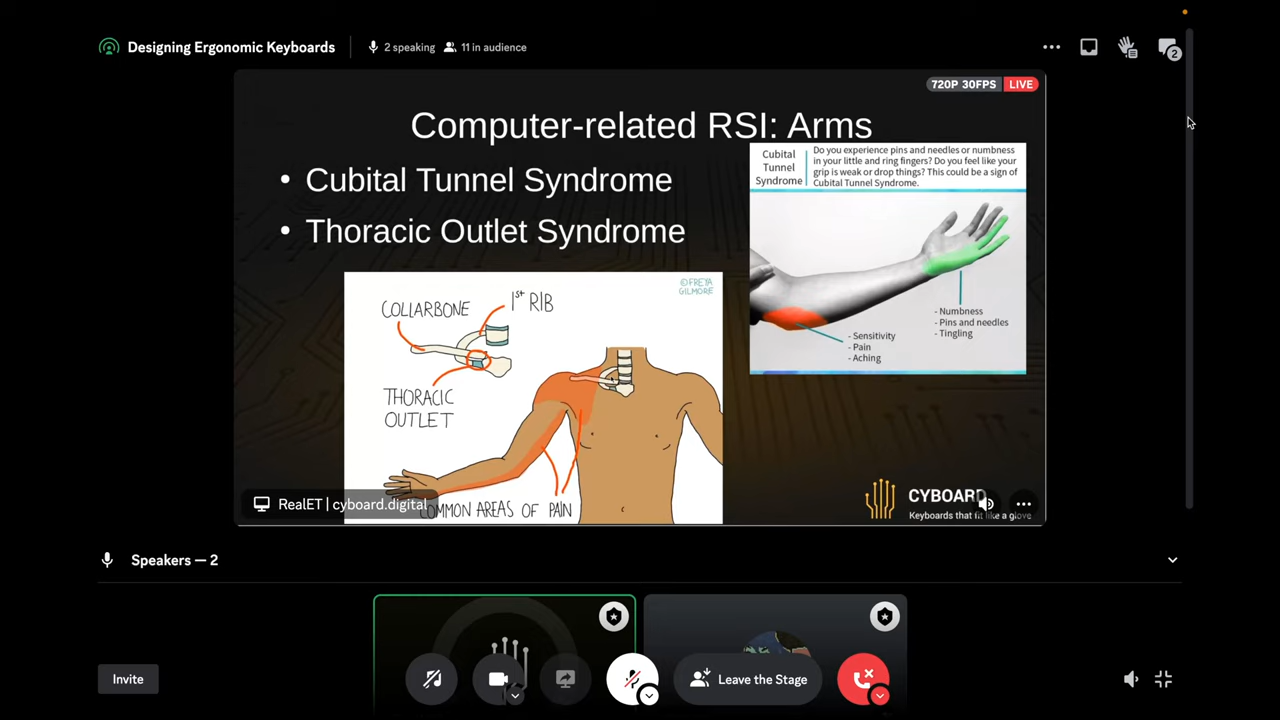 Designing Ergonomic Keyboards
2 speaking
11 in audience
2
720P 30FPS
LIVE
Computer-related RSI: Arms
• Cubital Tunnel Syndrome
• Thoracic Outlet Syndrome
Cubital
Tunnel
Syndrome
Do you experience pins and needles or numbness
in your little and ring fingers? Do you feel like your
grip is weak or drop things? This could be a sign of
Cubital Tunnel Syndrome.
- Numbness
- Pins and needles
- Tingling
- Sensitivity
- Pain
- Aching
©FREYA
GILMORE
COLLARBONE
1st RIB
THORACIC
OUTLET
COMMON AREAS OF PAIN
RealET | cyboard.digital
CYBOARD
Keyboards that fit like a glove
Speakers — 2
Invite
Leave the Stage